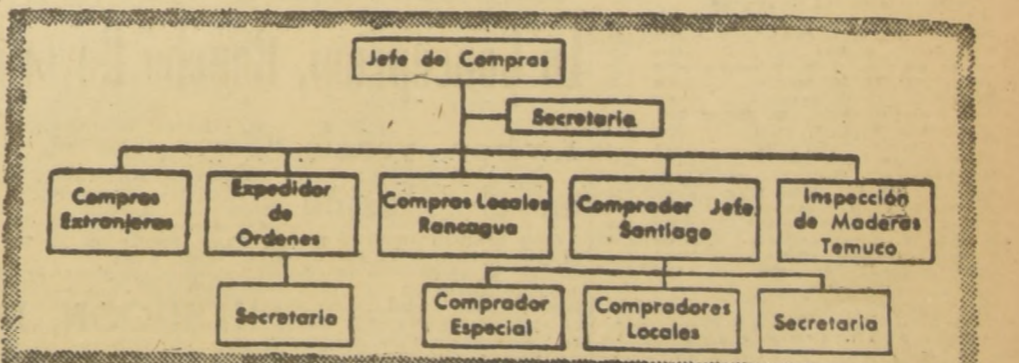 Jefe de Compras
Secretaria
Compras
Extranjeras
Expedidor
de
Ordenes
Compras Locales
Rancagua
Comprador Jefe
Santiago
Inspección
de Maderas
Temuco
Secretaria
Comprador
Especial
Compradores
Locales
Secretaria